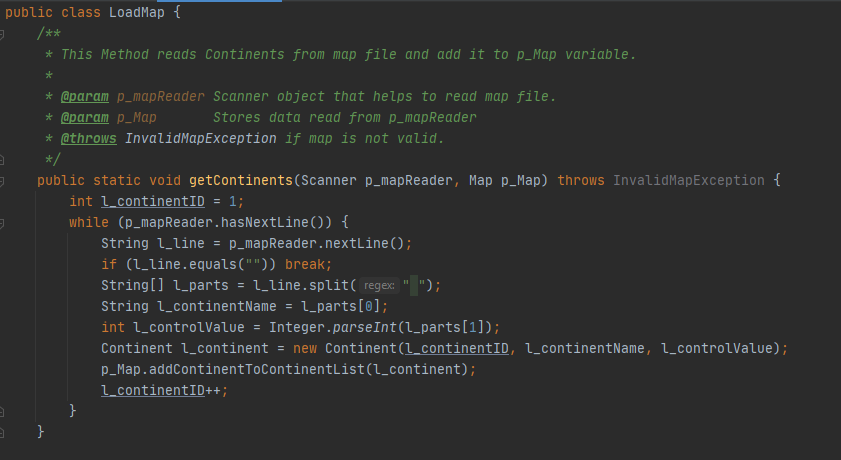 public class LoadMap {
/**
* This Method reads Continents from map file and add it to p_Map variable.
*
* @param p_mapReader Scanner object that helps to read map file.
* @param p_Map Stores data read from p_mapReader
* @throws InvalidMapException if map is not valid.
*/
public static void getContinents(Scanner p_mapReader, Map p_Map) throws InvalidMapException {
int l_continentID = 1;
while (p_mapReader.hasNextLine()) {
String l_line = p_mapReader.nextLine();
if (l_line.equals("")) break;
String[] l_parts = l_line.split( regex: " ");
String l_continentName = l_parts[0];
int l_controlValue = Integer.parseInt(l_parts[1]);
Continent l_continent = new Continent(l_continentID, l_continentName, l_controlValue);
p_Map.addContinentToContinentList(l_continent);
l_continentID++;
}
}